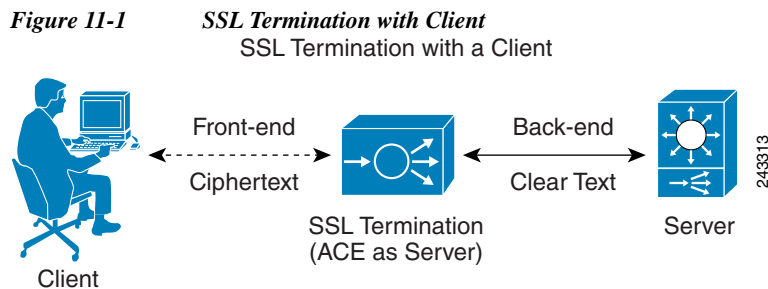 Figure 11-1 SSL Termination with Client
SSL Termination with a Client
Front-end
Ciphertext
Back-end
Clear Text
SSL Termination
(ACE as Server)
Server
Client
243313